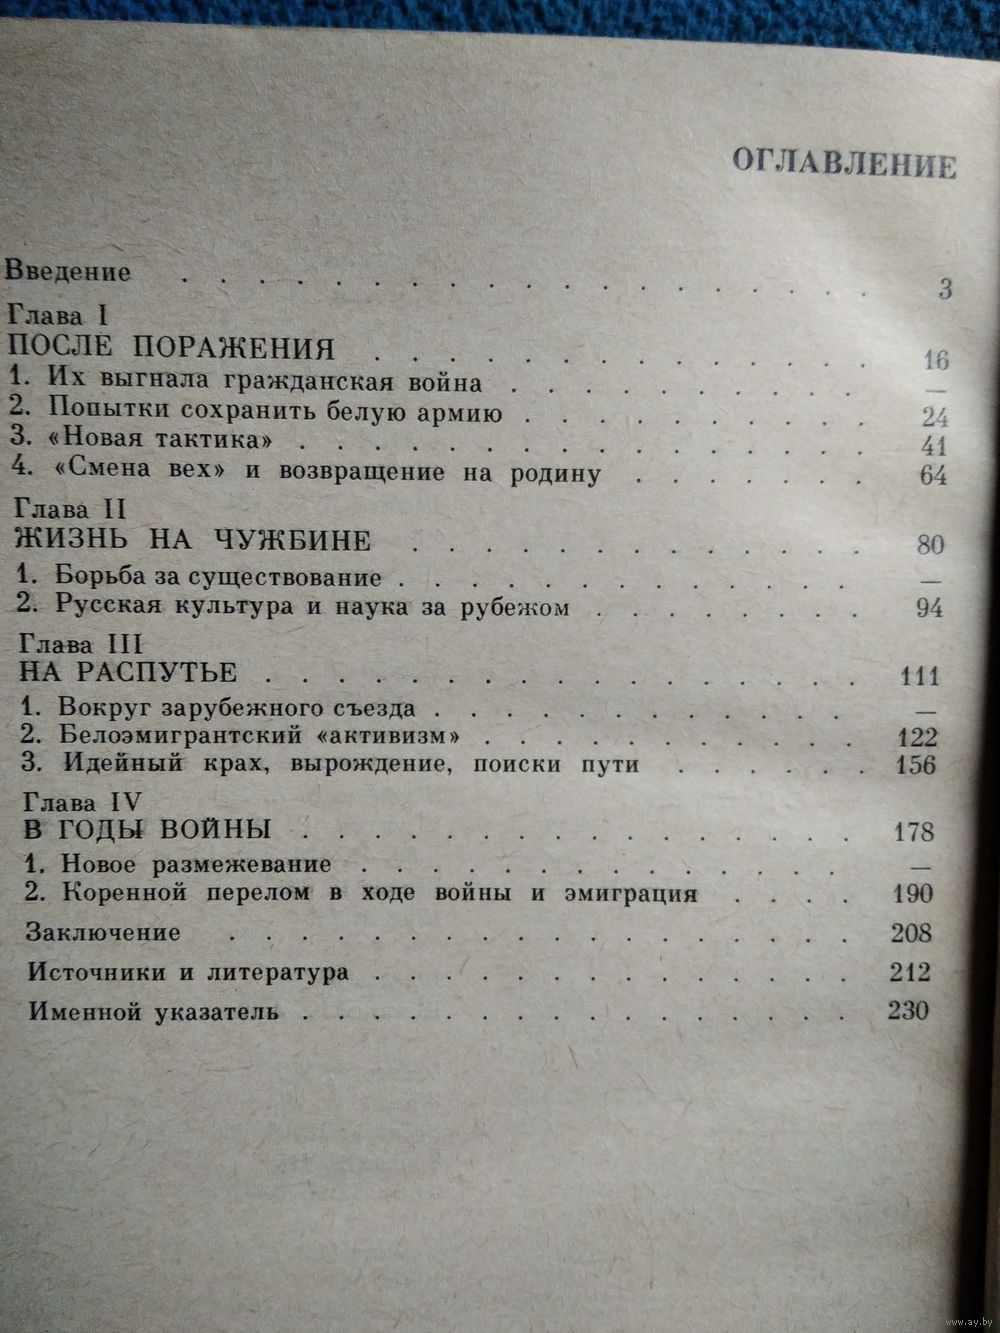 ОГЛАВЛЕНИЕ
Введение . . . . . . . . . . . . . . . . . . 3
Глава I
ПОСЛЕ ПОРАЖЕНИЯ . . . . . . . . . . . . . . 16
1. Их выгнала гражданская война . . . . . . . . . —
2. Попытки сохранить белую армию . . . . . . . . . 24
3. «Новая тактика» . . . . . . . . . . . . . . . 41
4. «Смена вех» и возвращение на родину . . . . . . . 64
Глава II
ЖИЗНЬ НА ЧУЖБИНЕ . . . . . . . . . . . . . 80
1. Борьба за существование . . . . . . . . . . . . —
2. Русская культура и наука за рубежом . . . . . . . . 94
Глава III
НА РАСПУТЬЕ . . . . . . . . . . . . . . . . . 111
1. Вокруг зарубежного съезда . . . . . . . . . . . —
2. Белоэмигрантский «активизм» . . . . . . . . . . . 122
3. Идейный крах, вырождение, поиски пути . . . . . . 156
Глава IV
В ГОДЫ ВОЙНЫ . . . . . . . . . . . . . . . . 178
1. Новое размежевание . . . . . . . . . . . . . —
2. Коренной перелом в ходе войны и эмиграция . . . . 190
Заключение . . . . . . . . . . . . . . . . . 208
Источники и литература . . . . . . . . . . . . . 212
Именной указатель . . . . . . . . . . . . . . . . 230
www.ay.by